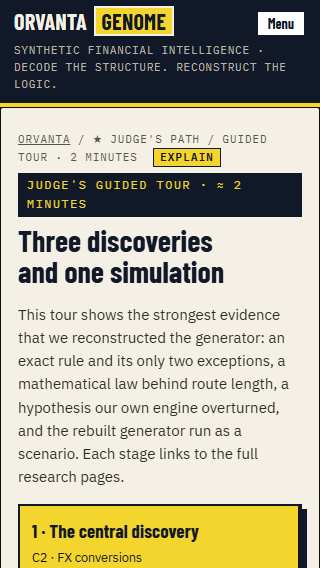 ORVANTA GENOME
Menu
SYNTHETIC FINANCIAL INTELLIGENCE ·
DECODE THE STRUCTURE. RECONSTRUCT THE
LOGIC.
ORVANTA / ★ JUDGE'S PATH / GUIDED
TOUR · 2 MINUTES EXPLAIN
JUDGE'S GUIDED TOUR · ≈ 2
MINUTES
Three discoveries
and one simulation
This tour shows the strongest evidence
that we reconstructed the generator: an
exact rule and its only two exceptions, a
mathematical law behind route length, a
hypothesis our own engine overturned,
and the rebuilt generator run as a
scenario. Each stage links to the full
research pages.
1 · The central discovery
C2 · FX conversions